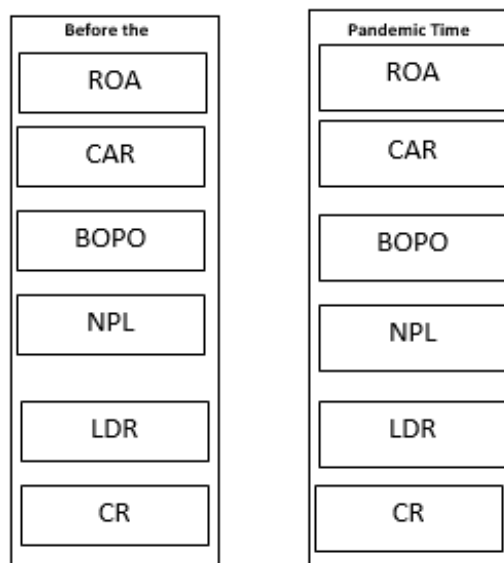 Before the
ROA
CAR
BOPO
NPL
LDR
CR
Pandemic Time
ROA
CAR
BOPO
NPL
LDR
CR